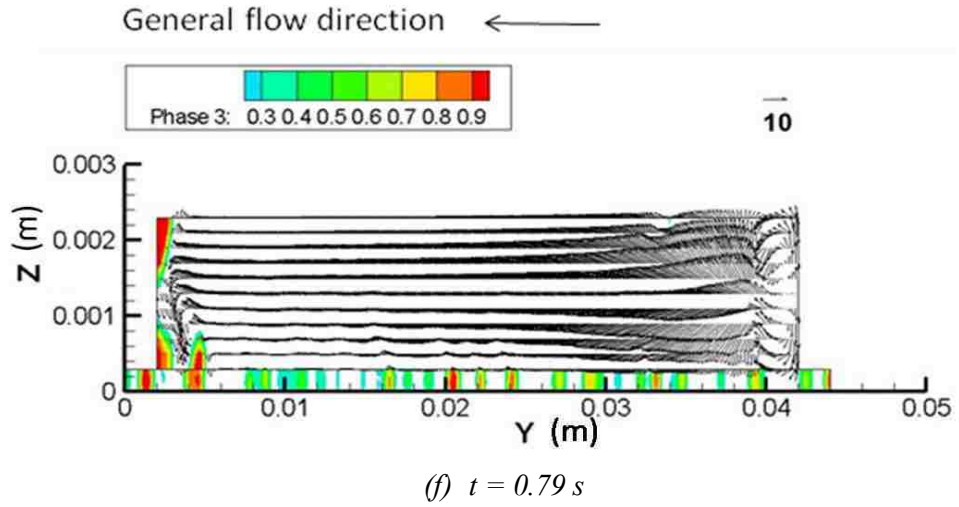 General flow direction
Phase 3: 0.3 0.4 0.5 0.6 0.7 0.8 0.9
10
0.003
0.002
0.001
0
Z (m)
0 0.01 0.02 0.03 0.04 0.05
Y (m)
(f) t = 0.79 s